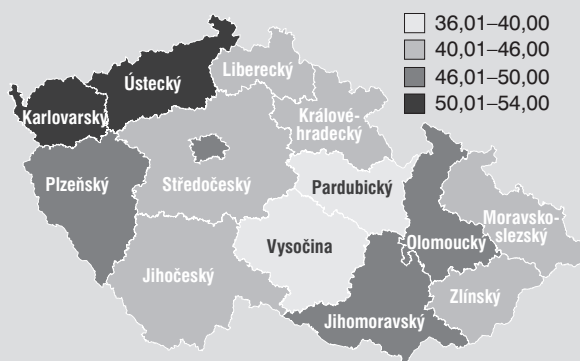 36,01–40,00
40,01–46,00
46,01–50,00
50,01–54,00
Ústecký
Liberecký
Karlovarský
Králové-
hradecký
Plzeňský
Středočeský
Pardubický
Moravsko-
slezský
Olomoucký
Vysočina
Jihočeský
Zlínský
Jihomoravský